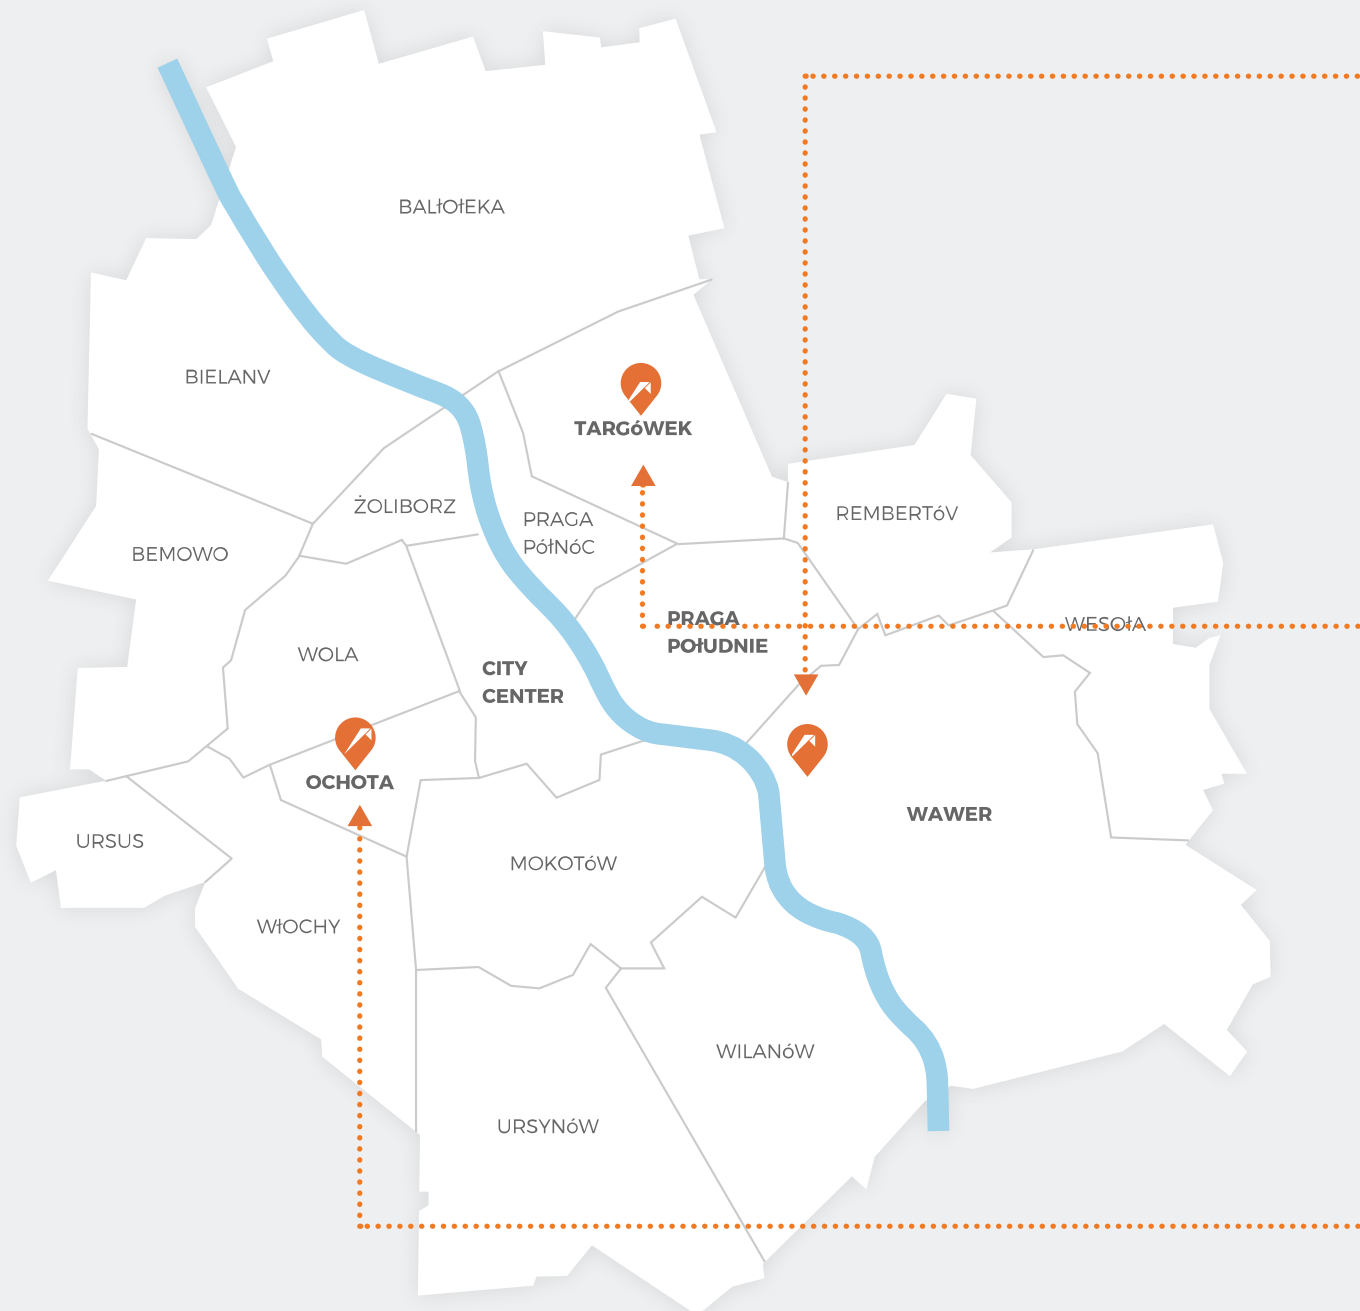 BALŁOŁEKA
BIELANV
TARGóWEK
ŻOLIBORZ
PRAGA
PÓŁNóC
REMBERTóV
BEMOWO
PRAGA
POŁUDNIE
WESOŁA
WOLA
CITY
CENTER
OCHOTA
WAWER
URSUS
MOKOTóW
WŁOCHY
WILANóW
URSYNóW